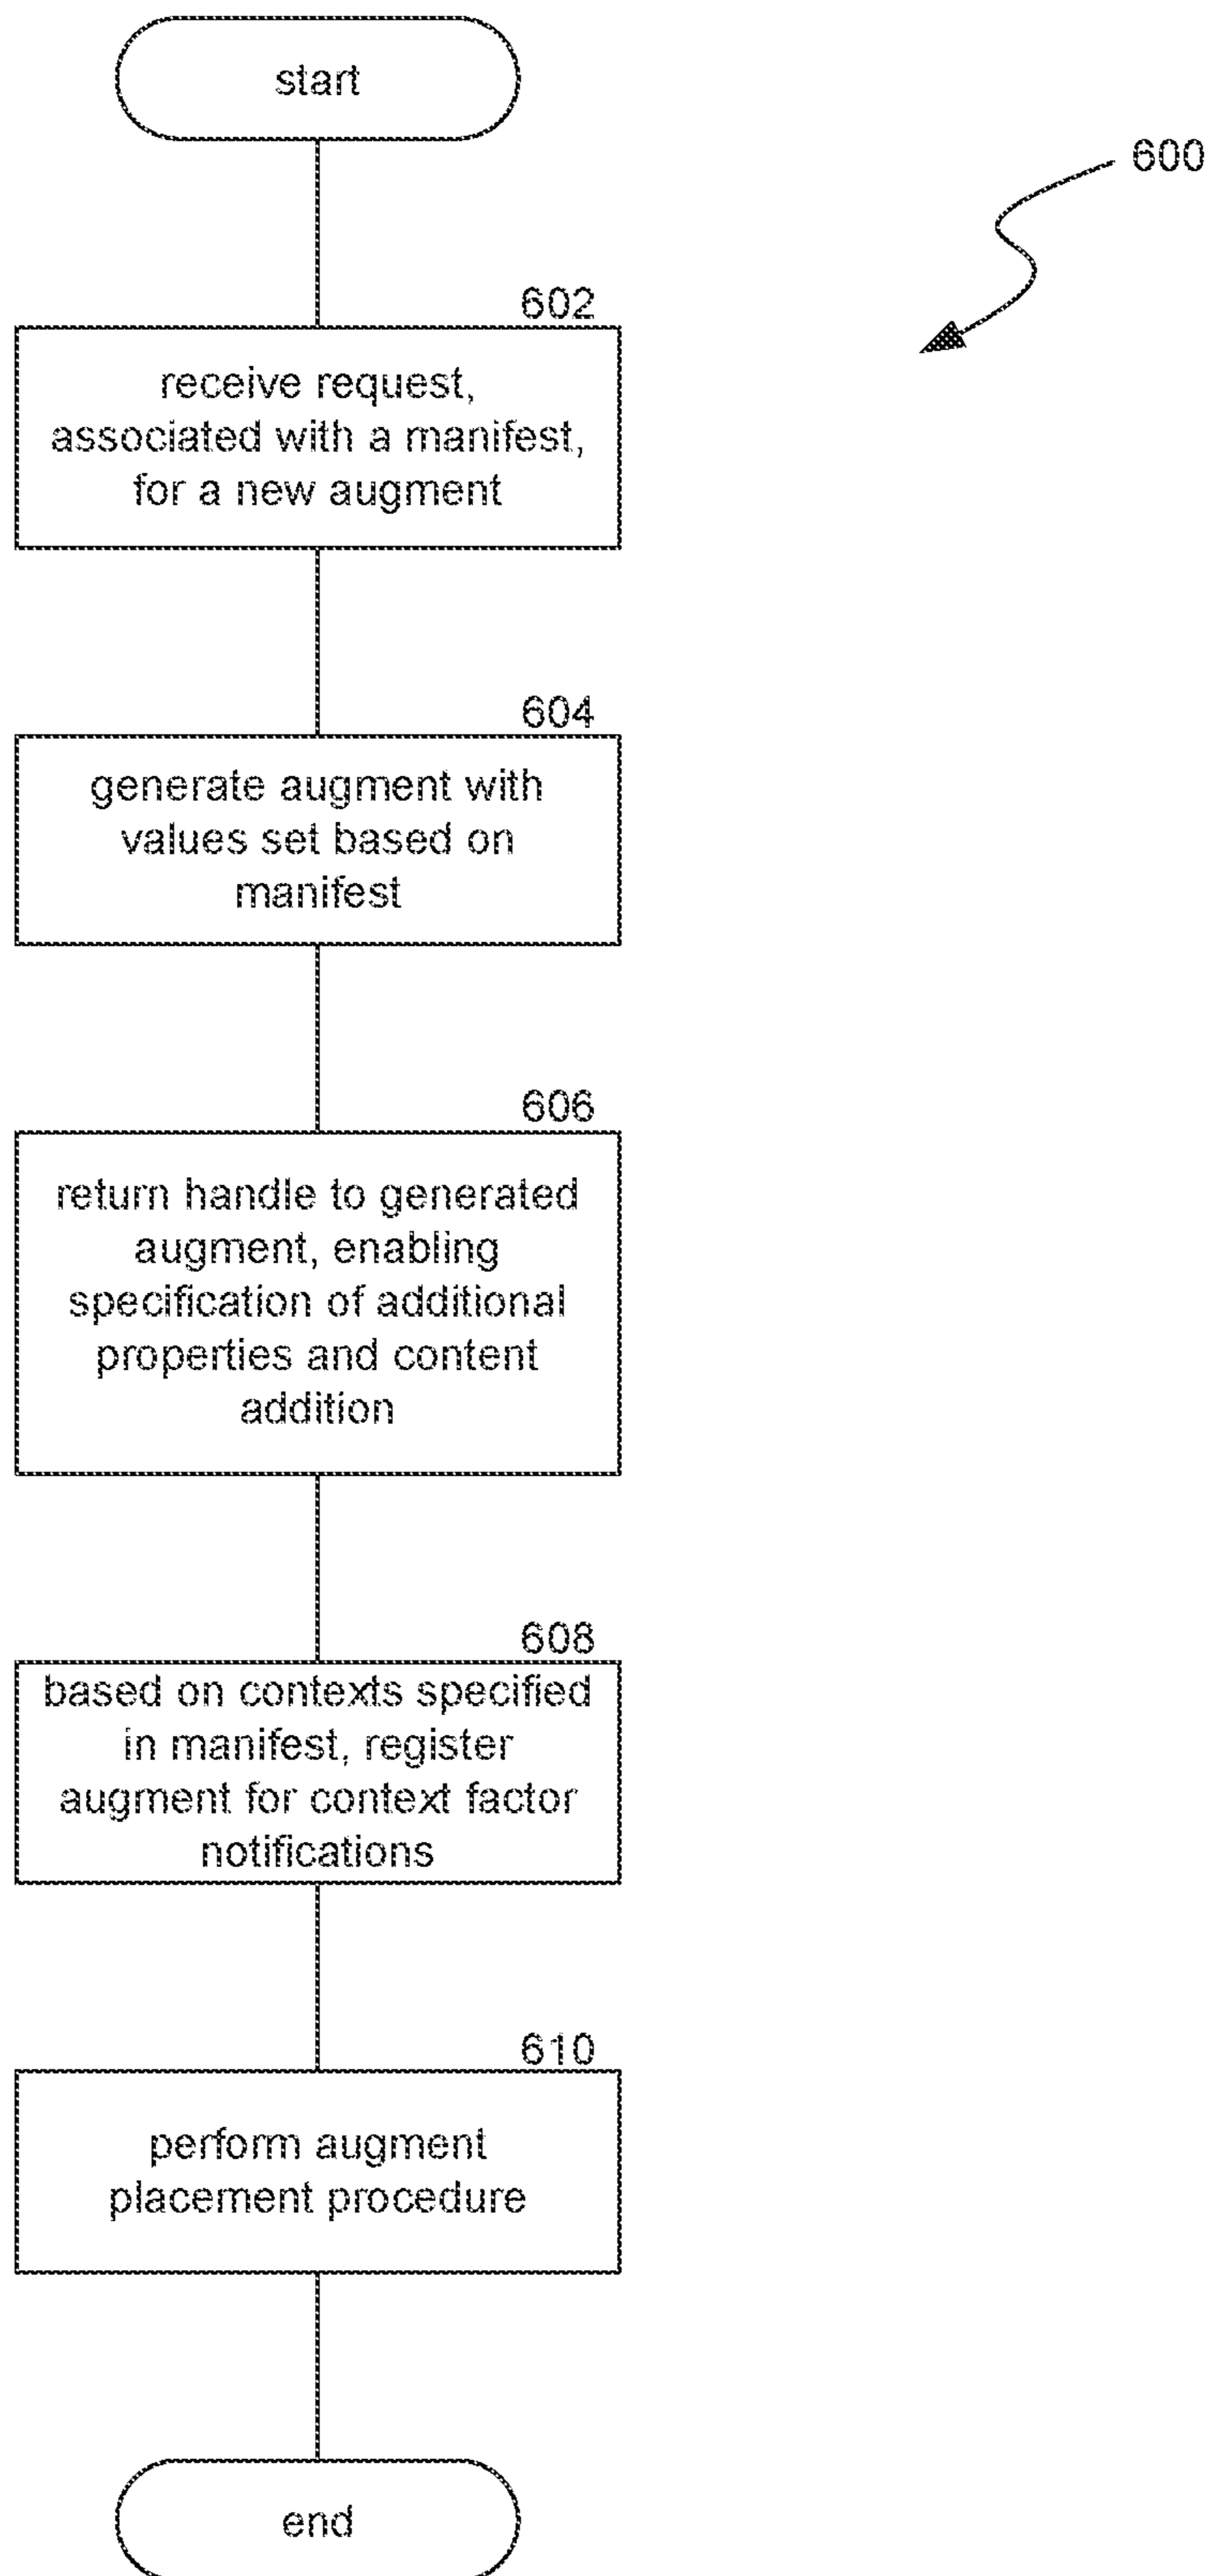 start
600
602
receive request,
associated with a manifest,
for a new augment
604
generate augment with
values set based on
manifest
606
return handle to generated
augment, enabling
specification of additional
properties and content
addition
608
based on contexts specified
in manifest, register
augment for context factor
notifications
610
perform augment
placement procedure
end